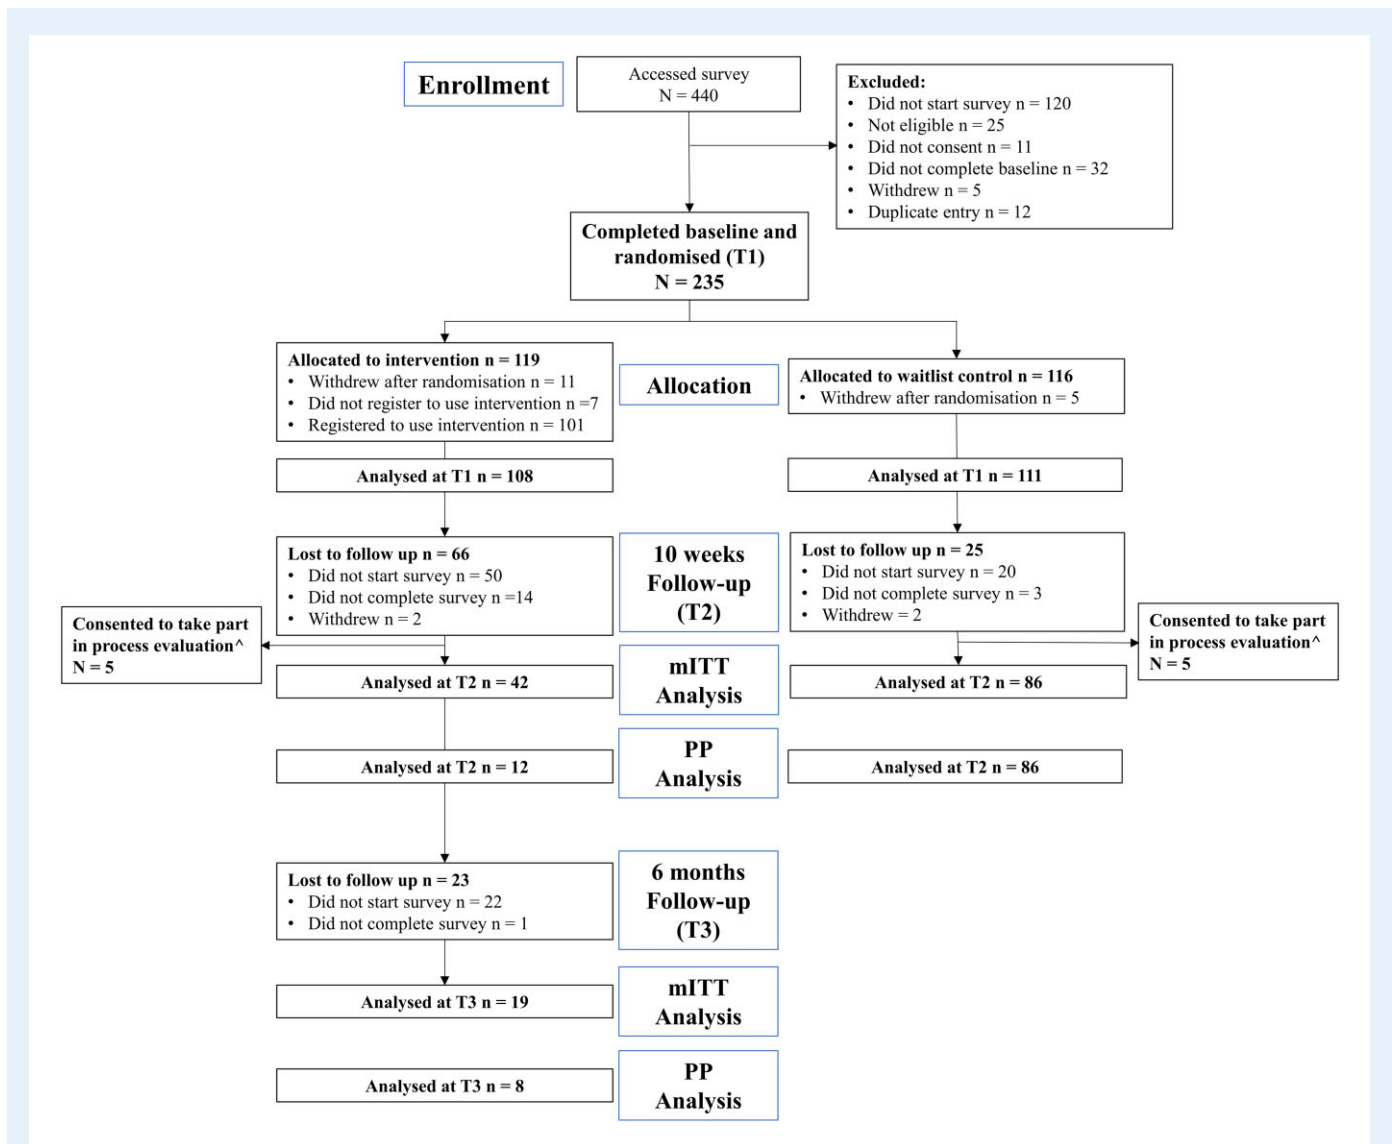 Enrollment
Accessed survey
N = 440
Excluded:
• Did not start survey n = 120
• Not eligible n = 25
• Did not consent n = 11
• Did not complete baseline n = 32
• Withdrew n = 5
• Duplicate entry n = 12
Completed baseline and
randomised (T1)
N = 235
Allocated to intervention n = 119
• Withdrew after randomisation n = 11
• Did not register to use intervention n =7
• Registered to use intervention n = 101
Allocation
Allocated to waitlist control n = 116
• Withdrew after randomisation n = 5
Analysed at T1 n = 108
Analysed at T1 n = 111
Lost to follow up n = 66
• Did not start survey n = 50
• Did not complete survey n =14
• Withdrew n = 2
10 weeks
Follow-up
(T2)
Lost to follow up n = 25
• Did not start survey n = 20
• Did not complete survey n = 3
• Withdrew = 2
Consented to take part
in process evaluation^
N = 5
Consented to take part
in process evaluation^
N = 5
Analysed at T2 n = 42
mITT
Analysis
Analysed at T2 n = 86
Analysed at T2 n = 12
PP
Analysis
Analysed at T2 n = 86
Lost to follow up n = 23
• Did not start survey n = 22
• Did not complete survey n = 1
6 months
Follow-up
(T3)
Analysed at T3 n = 19
mITT
Analysis
Analysed at T3 n = 8
PP
Analysis